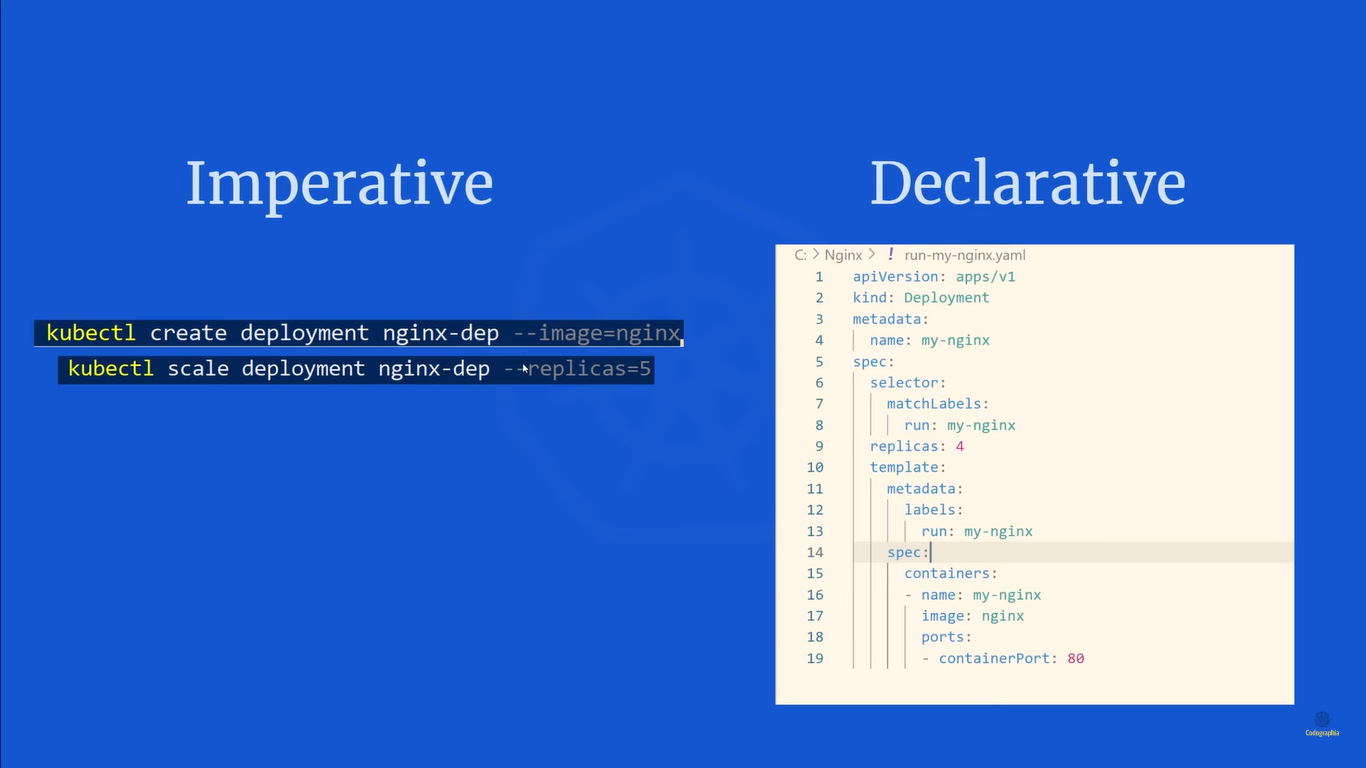 Imperative
kubectl create deployment nginx-dep --image=nginx
kubectl scale deployment nginx-dep --replicas=5
Declarative
C: > Nginx > ! run-my-nginx.yaml
1 apiVersion: apps/v1
2 kind: Deployment
3 metadata:
4   name: my-nginx
5 spec:
6   selector:
7     matchLabels:
8       run: my-nginx
9   replicas: 4
10   template:
11     metadata:
12       labels:
13         run: my-nginx
14     spec:
15       containers:
16       - name: my-nginx
17         image: nginx
18         ports:
19         - containerPort: 80
Codographia